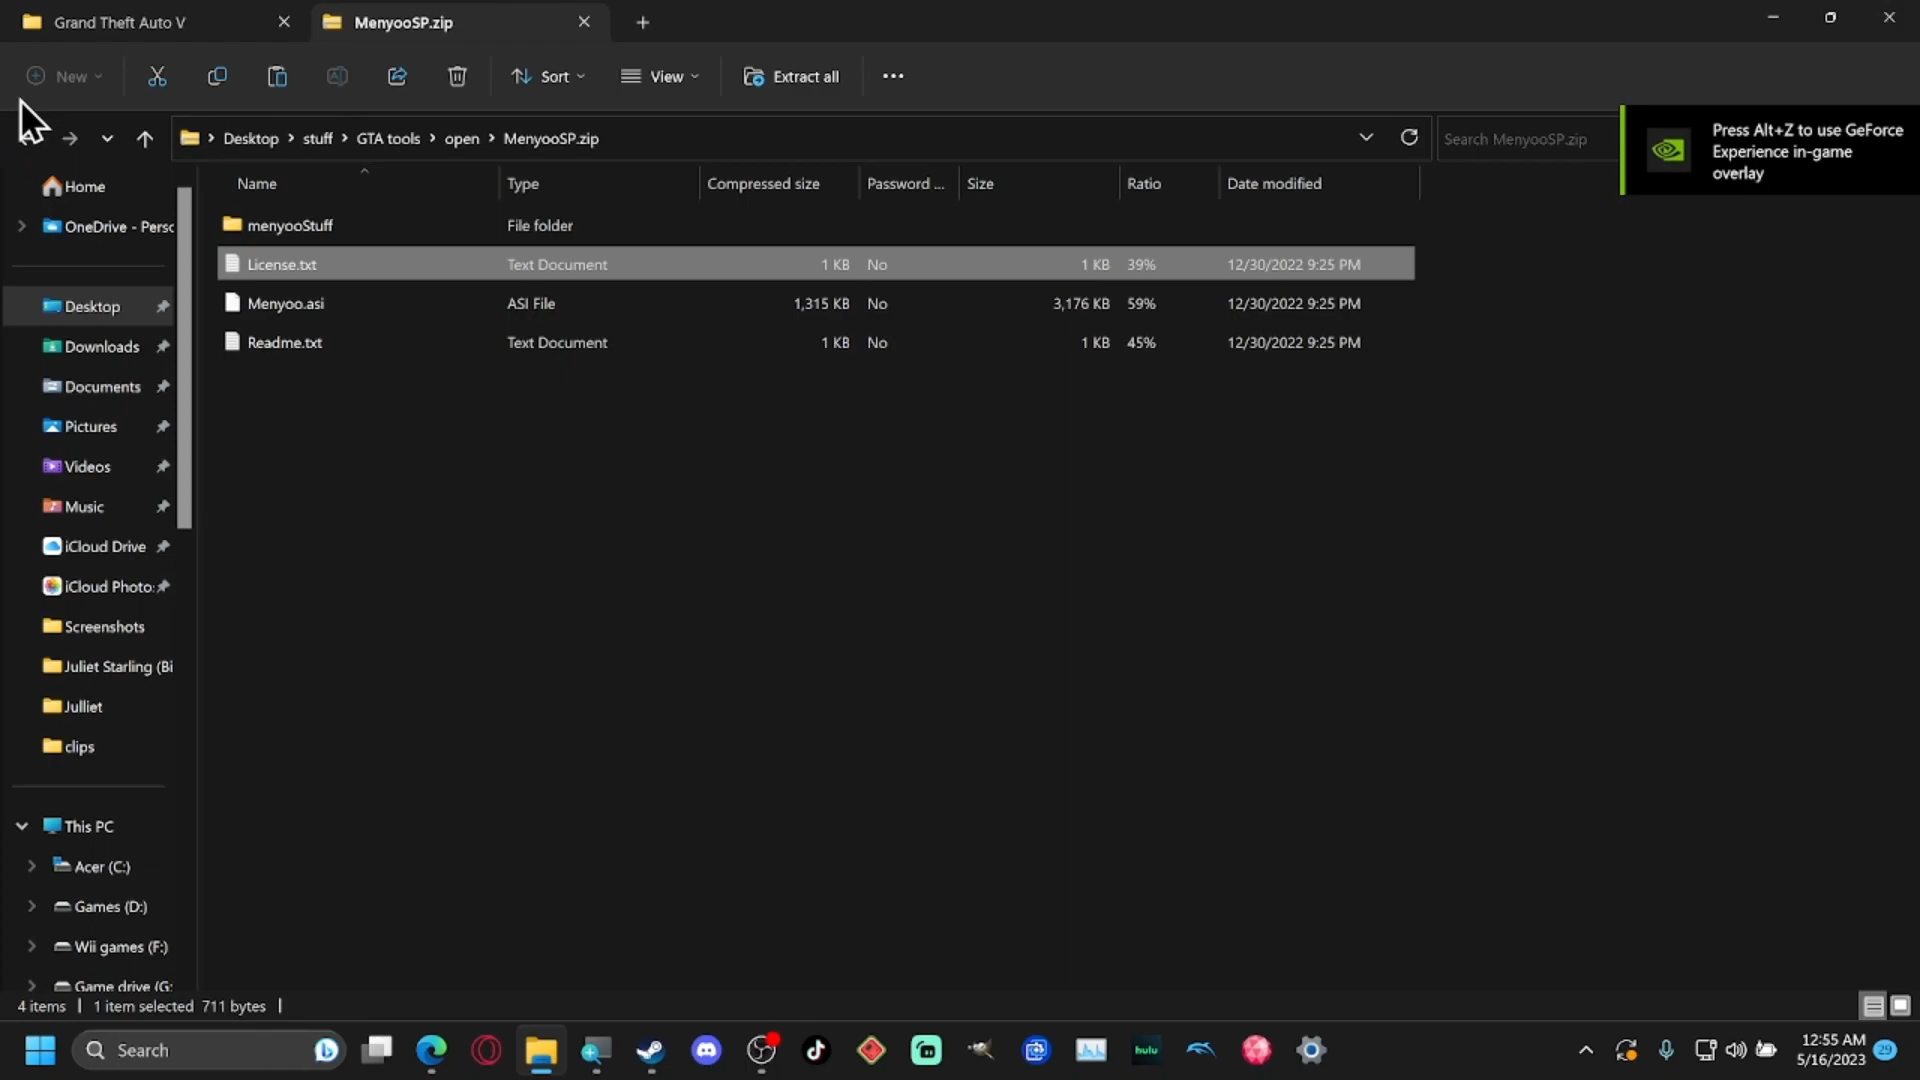 Grand Theft Auto V
MenyooSP.zip
New
Sort
View
Extract all
Desktop
stuff
GTA tools
open
MenyooSP.zip
Search MenyooSP.zip
Press Alt+Z to use GeForce
Experience in-game
overlay
Name
Type
Compressed size
Password ...
Size
Ratio
Date modified
menyooStuff
File folder
License.txt
Text Document
1 KB
No
1 KB
39%
12/30/2022 9:25 PM
Menyoo.asi
ASI File
1,315 KB
No
3,176 KB
59%
12/30/2022 9:25 PM
Readme.txt
Text Document
1 KB
No
1 KB
45%
12/30/2022 9:25 PM
Home
OneDrive - Perso
Desktop
Downloads
Documents
Pictures
Videos
Music
iCloud Drive
iCloud Photo
Screenshots
Juliet Starling (Bi
Julliet
clips
This PC
Acer (C:)
Games (D:)
Wii games (F:)
Game drive (G:
4 items
1 item selected 711 bytes
Search
hulu
12:55 AM
5/16/2023
29